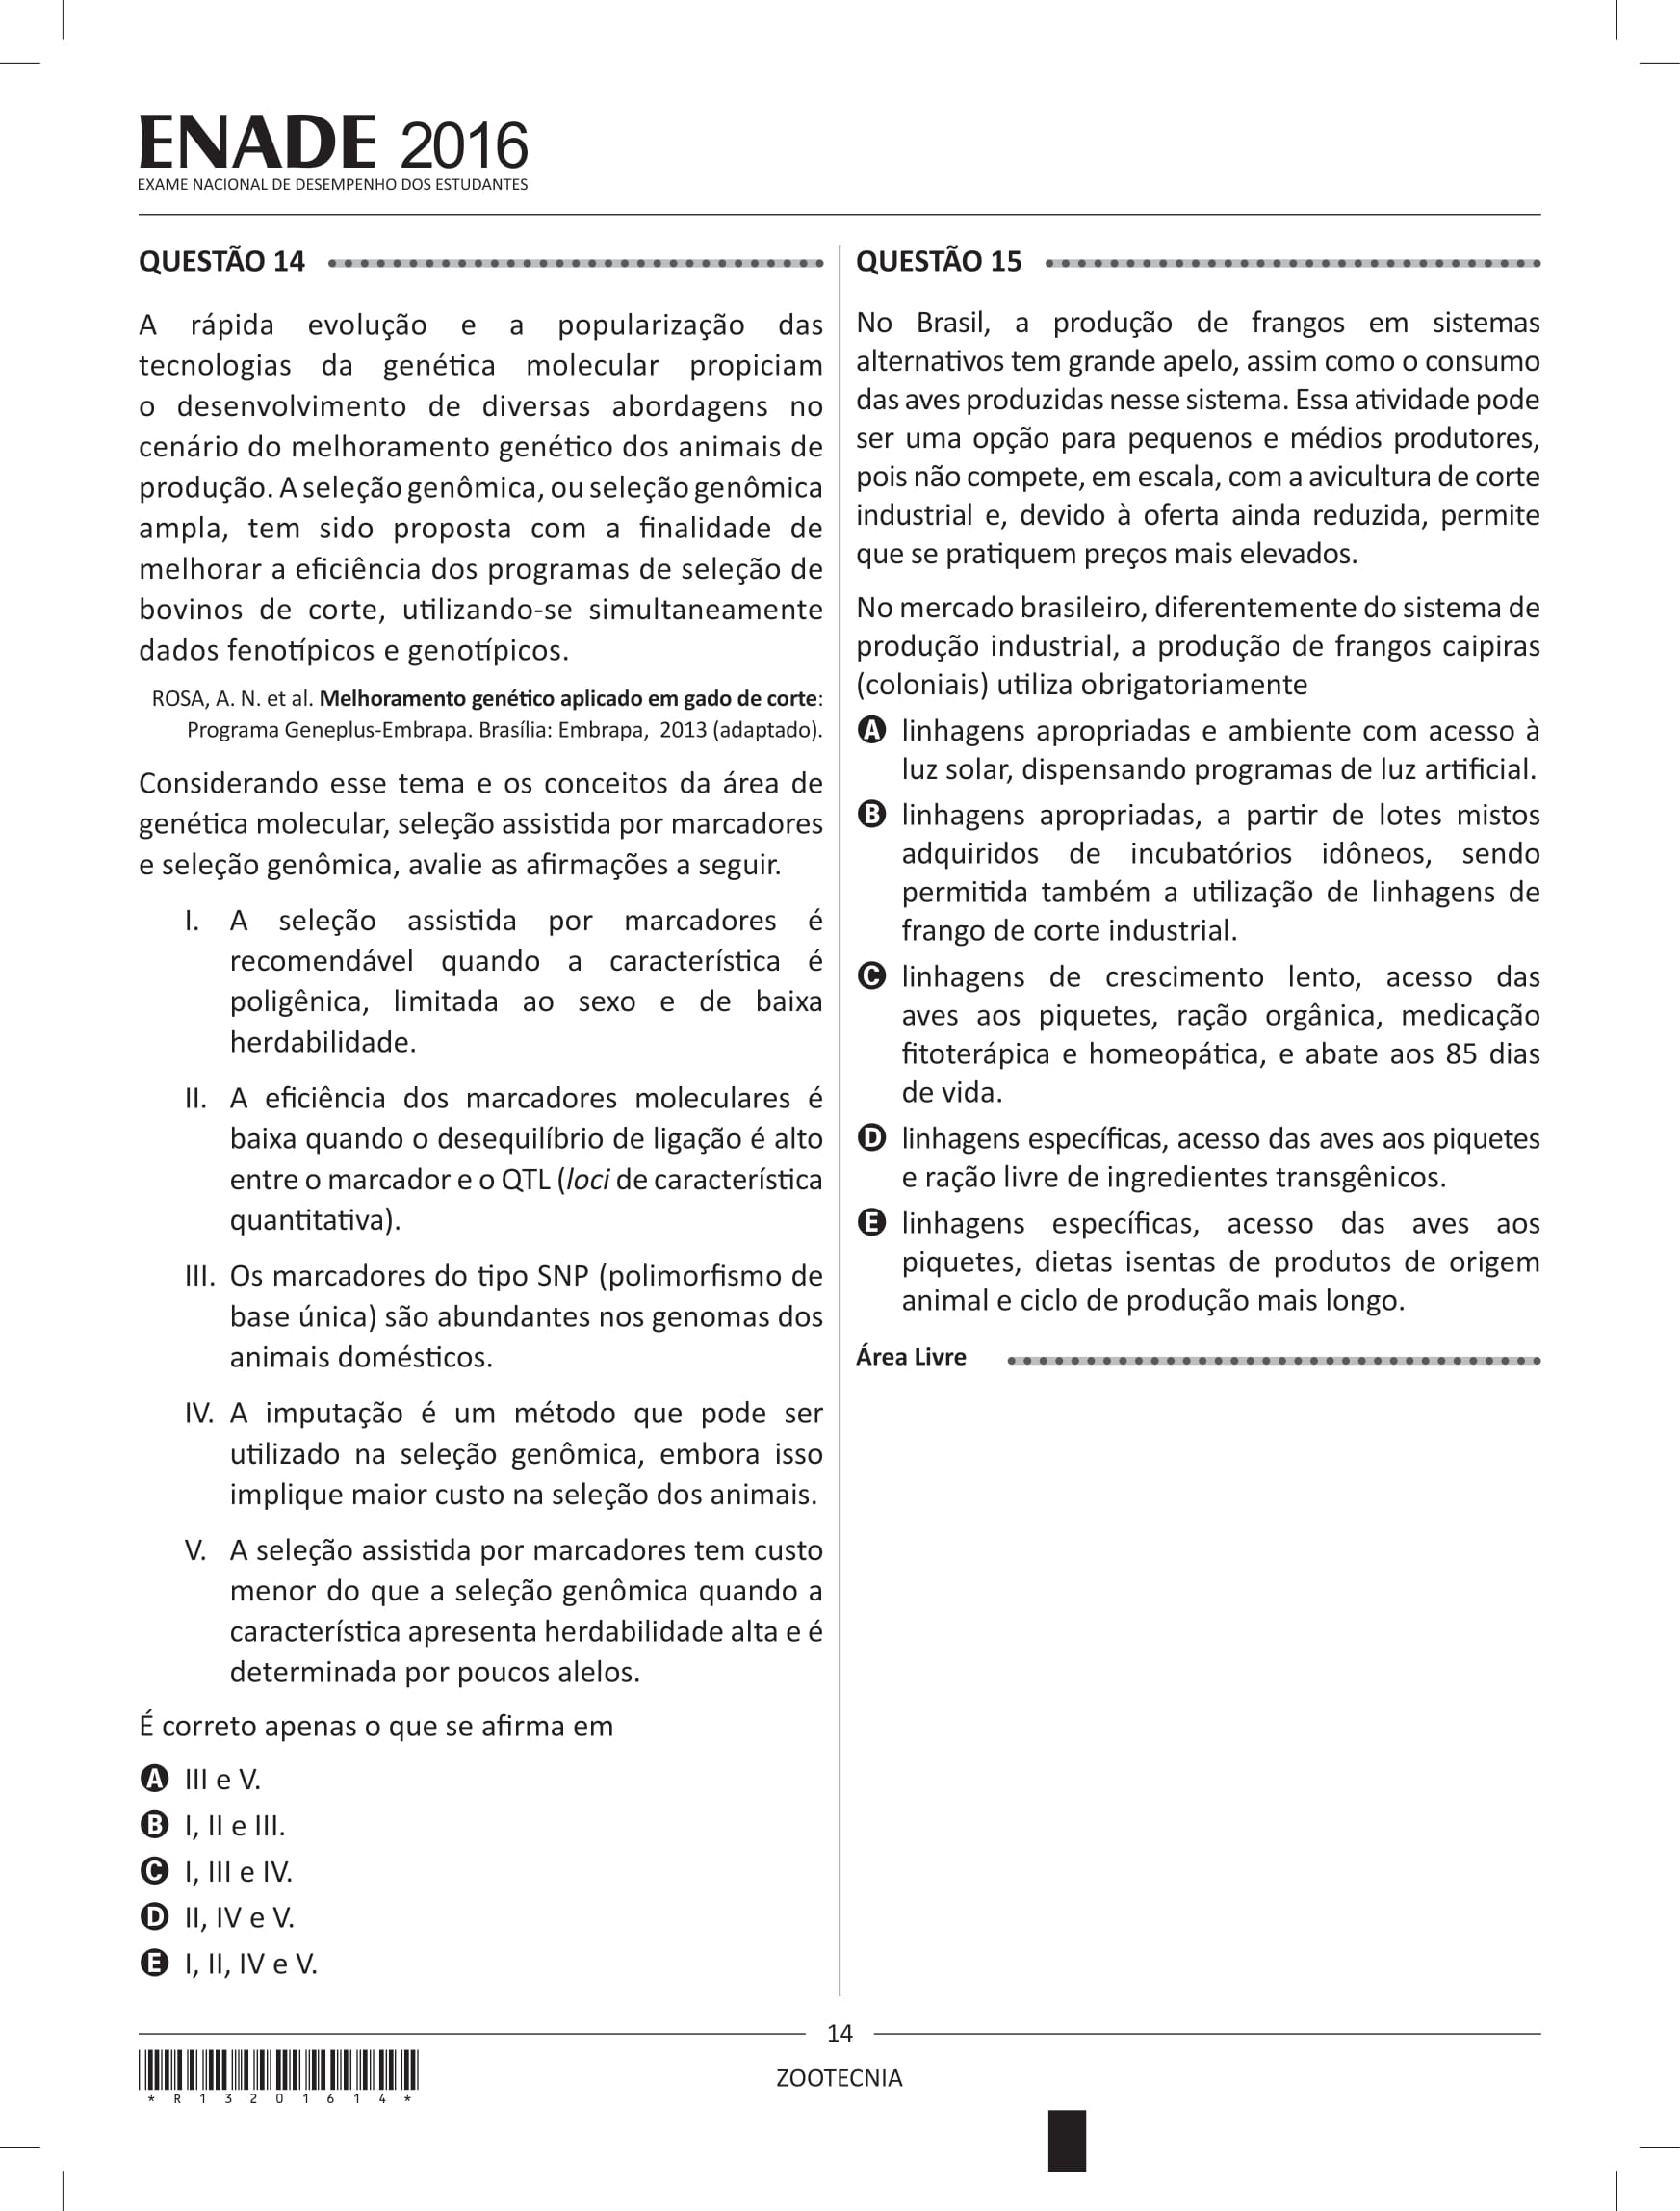 ENADE 2016
EXAME NACIONAL DE DESEMPENHO DOS ESTUDANTES
QUESTÃO 14
A rápida evolução e a popularização das
tecnologias da genética molecular propiciam
o desenvolvimento de diversas abordagens no
cenário do melhoramento genético dos animais de
produção. A seleção genômica, ou seleção genômica
ampla, tem sido proposta com a finalidade de
melhorar a eficiência dos programas de seleção de
bovinos de corte, utilizando-se simultaneamente
dados fenotípicos e genotípicos.
ROSA, A. N. et al. Melhoramento genético aplicado em gado de corte:
Programa Geneplus-Embrapa. Brasília: Embrapa, 2013 (adaptado).
Considerando esse tema e os conceitos da área de
genética molecular, seleção assistida por marcadores
e seleção genômica, avalie as afirmações a seguir.
I. A seleção assistida por marcadores é
recomendável quando a característica é
poligênica, limitada ao sexo e de baixa
herdabilidade.
II. A eficiência dos marcadores moleculares é
baixa quando o desequilíbrio de ligação é alto
entre o marcador e o QTL (loci de característica
quantitativa).
III. Os marcadores do tipo SNP (polimorfismo de
base única) são abundantes nos genomas dos
animais domésticos.
IV. A imputação é um método que pode ser
utilizado na seleção genômica, embora isso
implique maior custo na seleção dos animais.
V. A seleção assistida por marcadores tem custo
menor do que a seleção genômica quando a
característica apresenta herdabilidade alta e é
determinada por poucos alelos.
É correto apenas o que se afirma em
A III e V.
B I, II e III.
C I, III e IV.
D II, IV e V.
E I, II, IV e V.
QUESTÃO 15
No Brasil, a produção de frangos em sistemas
alternativos tem grande apelo, assim como o consumo
das aves produzidas nesse sistema. Essa atividade pode
ser uma opção para pequenos e médios produtores,
pois não compete, em escala, com a avicultura de corte
industrial e, devido à oferta ainda reduzida, permite
que se pratiquem preços mais elevados.
No mercado brasileiro, diferentemente do sistema de
produção industrial, a produção de frangos caipiras
(coloniais) utiliza obrigatoriamente
A linhagens apropriadas e ambiente com acesso à
luz solar, dispensando programas de luz artificial.
B linhagens apropriadas, a partir de lotes mistos
adquiridos de incubatórios idôneos, sendo
permitida também a utilização de linhagens de
frango de corte industrial.
C linhagens de crescimento lento, acesso das
aves aos piquetes, ração orgânica, medicação
fitoterápica e homeopática, e abate aos 85 dias
de vida.
D linhagens específicas, acesso das aves aos piquetes
e ração livre de ingredientes transgênicos.
E linhagens específicas, acesso das aves aos
piquetes, dietas isentas de produtos de origem
animal e ciclo de produção mais longo.
Área Livre
14
ZOOTECNIA
*R13201614*